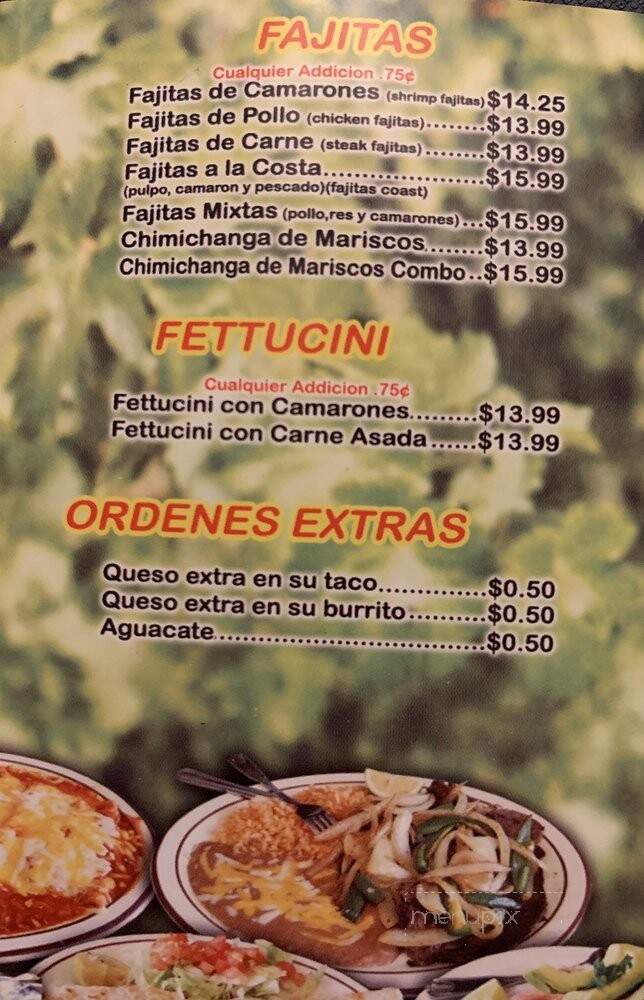 FAJITAS
Cualquier Addicion .75¢
Fajitas de Camarones (shrimp fajitas) $14.25
Fajitas de Pollo (chicken fajitas)........$13.99
Fajitas de Carne (steak fajitas)........$13.99
Fajitas a la Costa.....................$15.99
(pulpo, camaron y pescado)(fajitas coast)
Fajitas Mixtas (pollo,res y camarones)...$15.99
Chimichanga de Mariscos.......$13.99
Chimichanga de Mariscos Combo..$15.99
FETTUCINI
Cualquier Addicion .75¢
Fettucini con Camarones.........$13.99
Fettucini con Carne Asada......$13.99
ORDENES EXTRAS
Queso extra en su taco..............$0.50
Queso extra en su burrito..........$0.50
Aguacate...................................$0.50
menupix